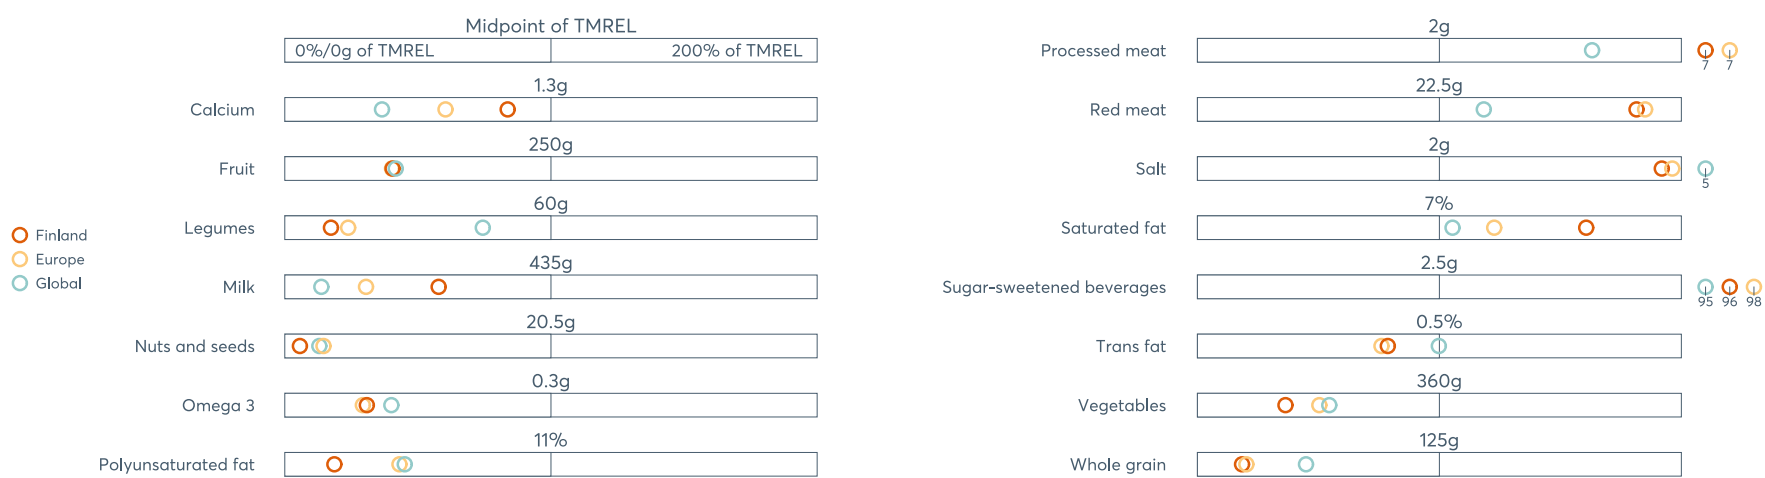 Midpoint of TMREL
0%/0g of TMREL 200% of TMREL
1.3g
Calcium
250g
Fruit
60g
Legumes
435g
Milk
20.5g
Nuts and seeds
0.3g
Omega 3
11%
Polyunsaturated fat
Finland
Europe
Global
2g
Processed meat
7 7
22.5g
Red meat
2g
Salt
5
7%
Saturated fat
2.5g
Sugar-sweetened beverages
95 96 98
0.5%
Trans fat
360g
Vegetables
125g
Whole grain